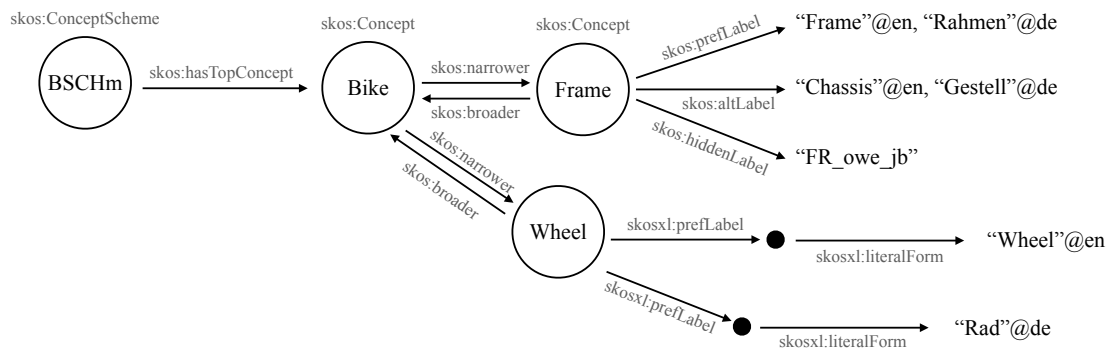 skos:ConceptScheme
skos:Concept
skos:Concept
BSCHm
skos:hasTopConcept
Bike
skos:narrower
skos:broader
Frame
skos:prefLabel
“Frame”@en, “Rahmen”@de
skos:altLabel
“Chassis”@en, “Gestell”@de
skos:hiddenLabel
“FR_owe_jb”
skos:narrower
skos:broader
Wheel
skosxl:prefLabel
skosxl:literalForm
“Wheel”@en
skosxl:prefLabel
skosxl:literalForm
“Rad”@de